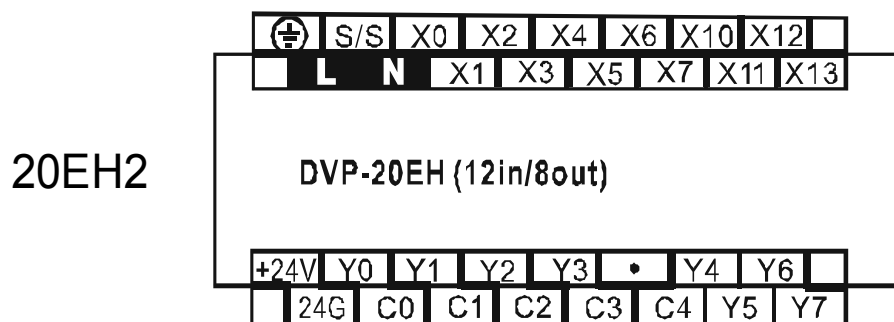 S/S X0 X2 X4 X6 X10 X12
L N X1 X3 X5 X7 X11 X13
20EH2
DVP-20EH (12in/8out)
+24V Y0 Y1 Y2 Y3 • Y4 Y6
24G C0 C1 C2 C3 C4 Y5 Y7